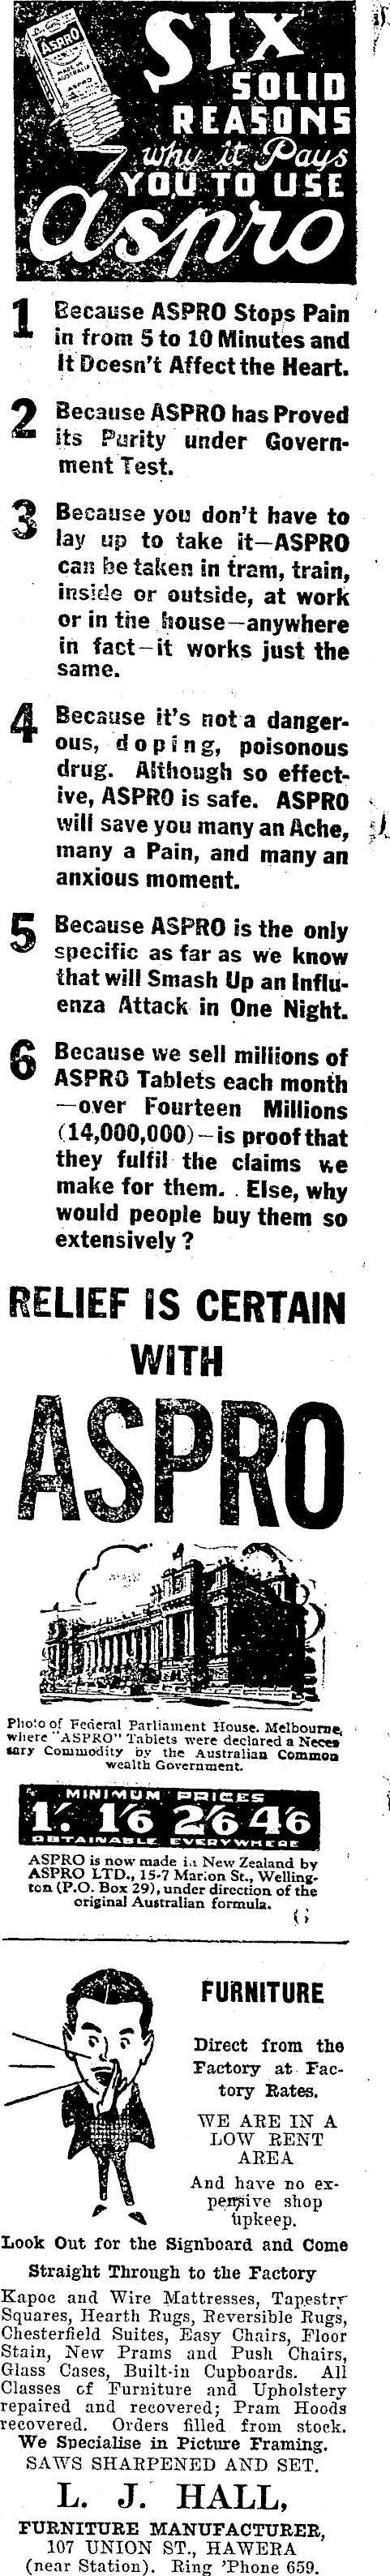 SIX
SOLID
REASONS
why it Pays
YOU TO USE
Aspro
ASPRO
AUSTRALIA
ASPRO
1 Because ASPRO Stops Pain
in from 5 to 10 Minutes and
It Doesn't Affect the Heart.
2 Because ASPRO has Proved
its Purity under Govern-
ment Test.
3 Because you don't have to
lay up to take it—ASPRO
can be taken in tram, train,
inside or outside, at work
or in the house—anywhere
in fact—it works just the
same.
4 Because it's not a danger-
ous, doping, poisonous
drug. Although so effect-
ive, ASPRO is safe. ASPRO
will save you many an Ache,
many a Pain, and many an
anxious moment.
5 Because ASPRO is the only
specific as far as we know
that will Smash Up an Influ-
enza Attack in One Night.
6 Because we sell millions of
ASPRO Tablets each month
—over Fourteen Millions
(14,000,000)—is proof that
they fulfil the claims we
make for them. Else, why
would people buy them so
extensively?
RELIEF IS CERTAIN
WITH
ASPRO
Photo of Federal Parliament House, Melbourne,
where "ASPRO" Tablets were declared a Neces
sary Commodity by the Australian Common
wealth Government.
MINIMUM PRICES
1/- 1/6 2/6 4/6
OBTAINABLE EVERYWHERE
ASPRO is now made in New Zealand by
ASPRO LTD., 15-7 Marion St., Welling-
ton (P.O. Box 29), under direction of the
original Australian formula.
FURNITURE
Direct from the
Factory at Fac-
tory Rates.
WE ARE IN A
LOW RENT
AREA
And have no ex-
pensive shop
upkeep.
Look Out for the Signboard and Come
Straight Through to the Factory
Kapoc and Wire Mattresses, Tapestry
Squares, Hearth Rugs, Reversible Rugs,
Chesterfield Suites, Easy Chairs, Floor
Stain, New Prams and Push Chairs,
Glass Cases, Built-in Cupboards. All
Classes of Furniture and Upholstery
repaired and recovered; Pram Hoods
recovered. Orders filled from stock.
We Specialise in Picture Framing.
SAWS SHARPENED AND SET.
L. J. HALL,
FURNITURE MANUFACTURER,
107 UNION ST., HAWERA
(near Station). Ring 'Phone 659.